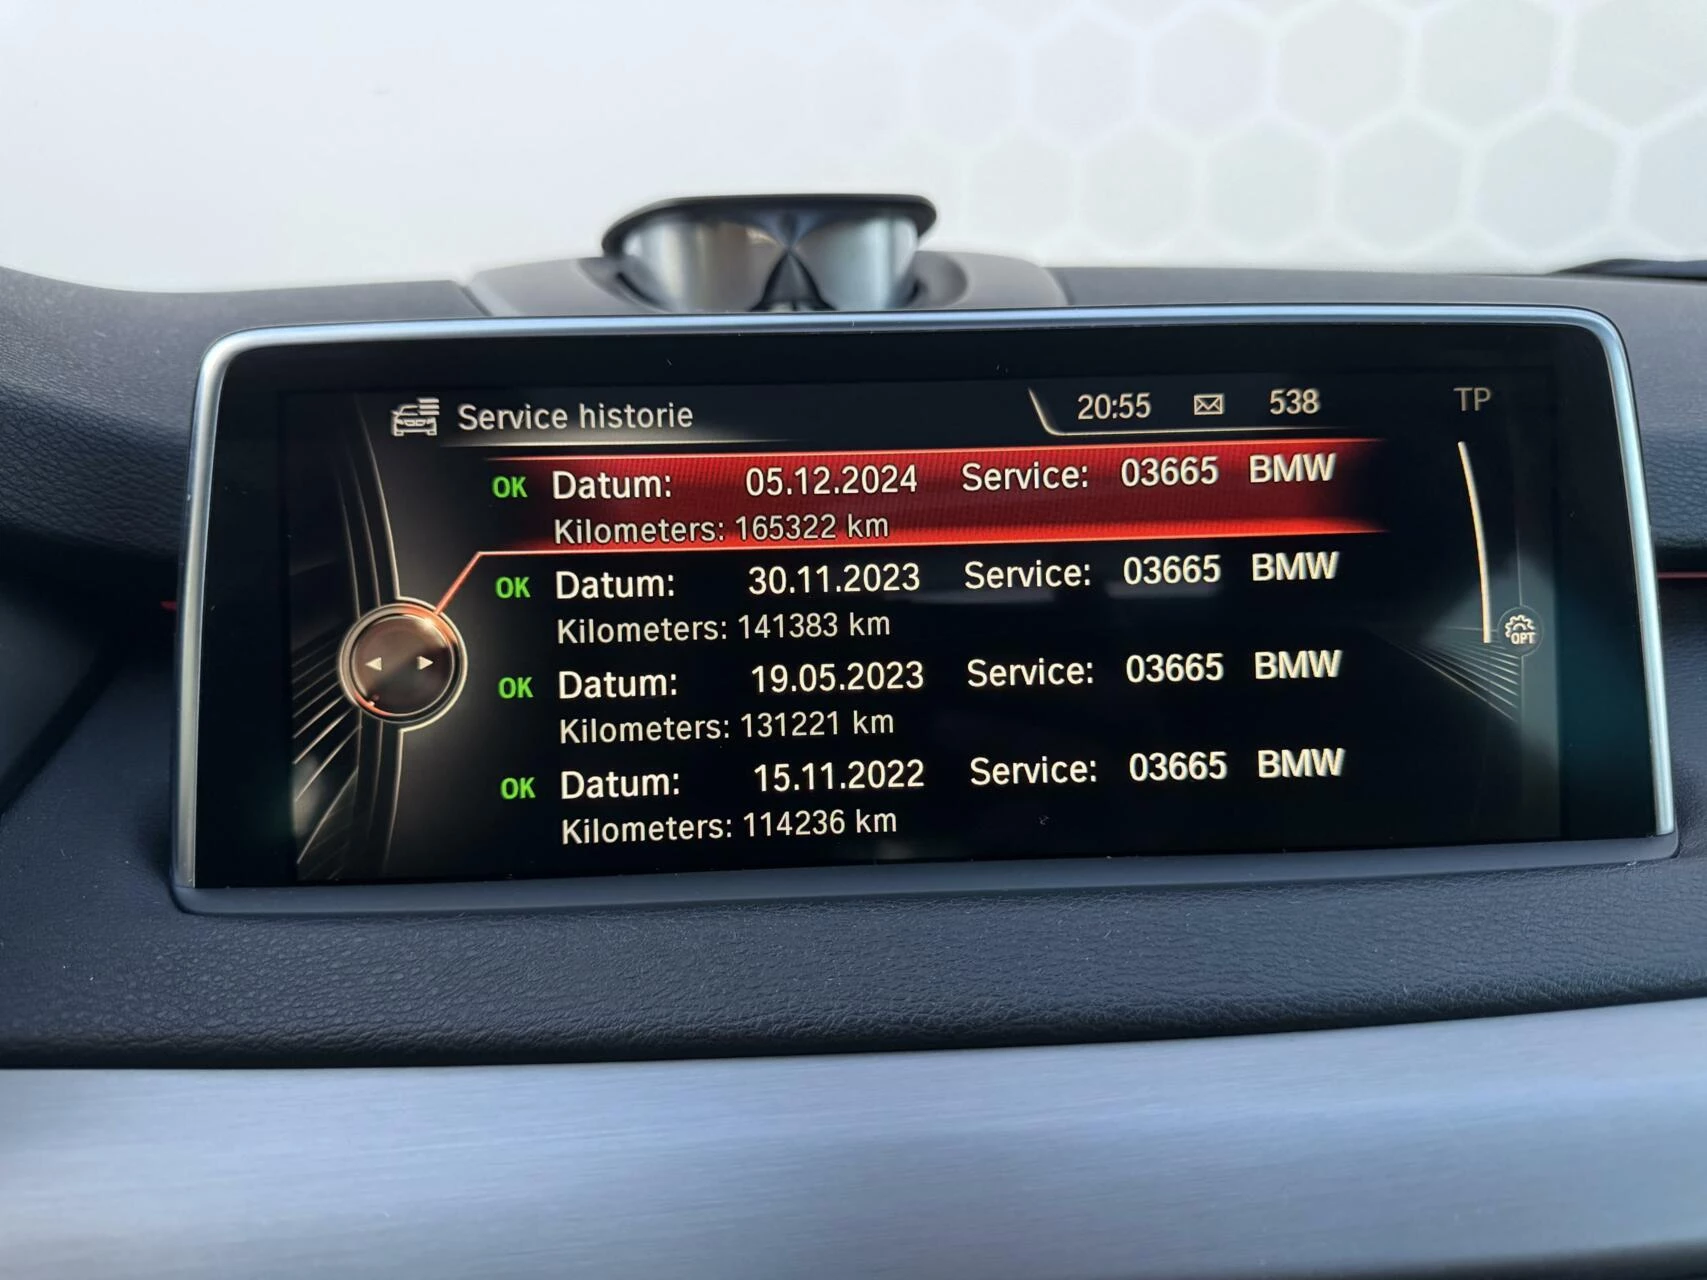 Service historie 20:55 538 TP
OK Datum: 05.12.2024 Service: 03665 BMW
Kilometers: 165322 km
OK Datum: 30.11.2023 Service: 03665 BMW
Kilometers: 141383 km
OK Datum: 19.05.2023 Service: 03665 BMW
Kilometers: 131221 km
OPT
OK Datum: 15.11.2022 Service: 03665 BMW
Kilometers: 114236 km